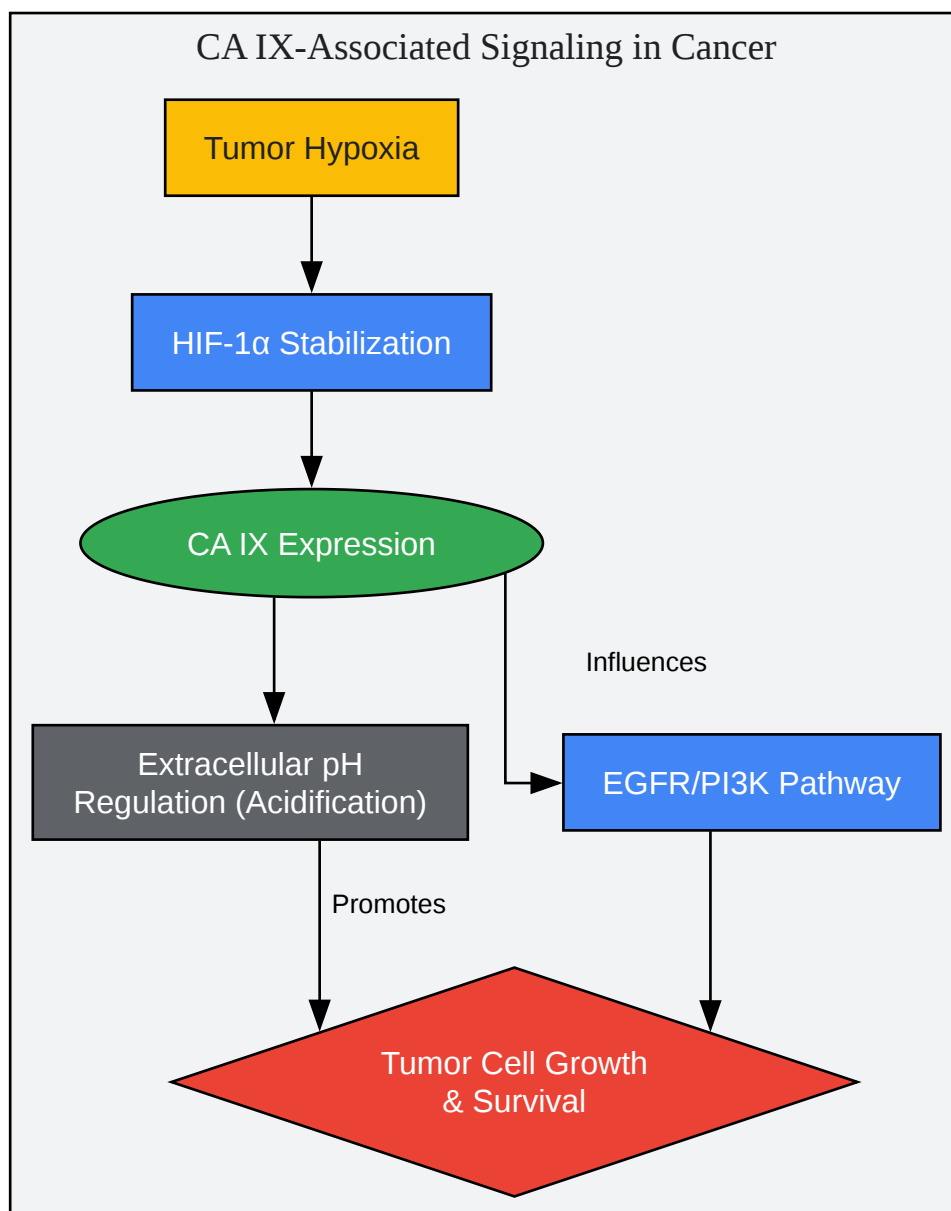 CA IX-Associated Signaling in Cancer
Tumor Hypoxia
HIF-1α Stabilization
CA IX Expression
Influences
Extracellular pH
Regulation (Acidification)
EGFR/PI3K Pathway
Promotes
Tumor Cell Growth
& Survival